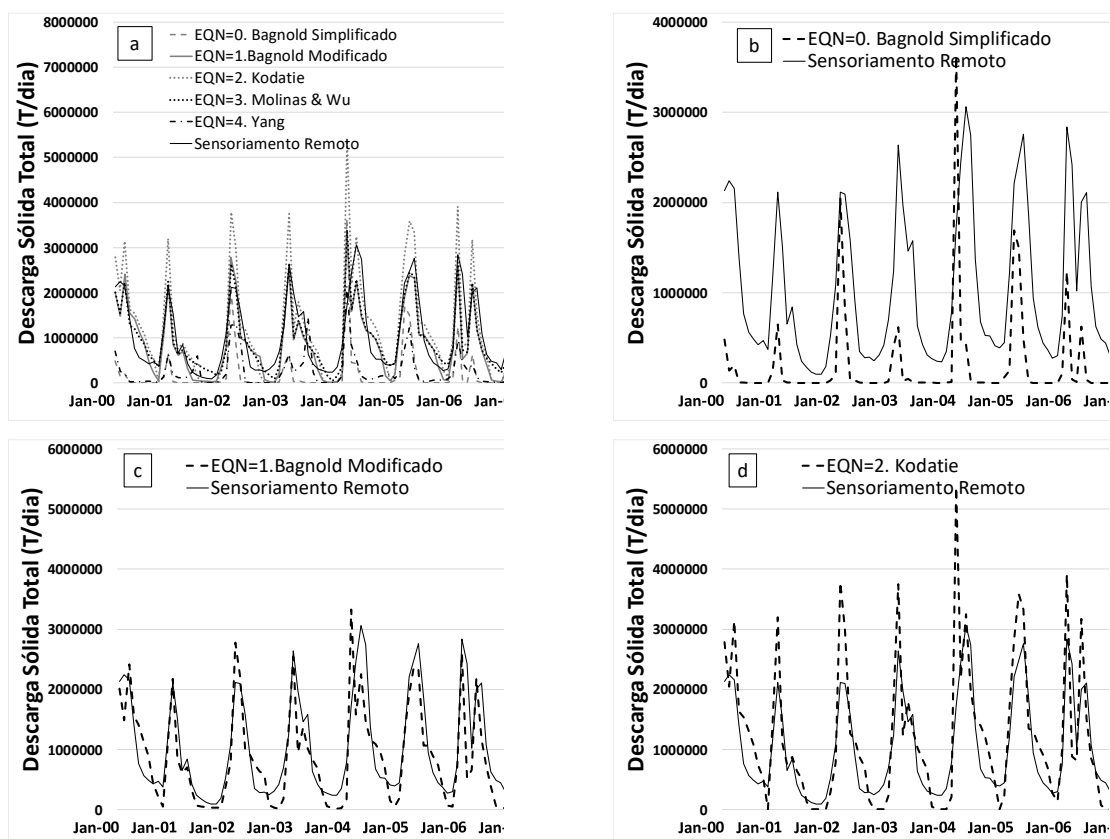 Descarga Sólida Total (T/dia)
8000000
7000000
6000000
5000000
4000000
3000000
2000000
1000000
0
a
EQN=0. Bagnold Simplificado
EQN=1.Bagnold Modificado
EQN=2. Kodatie
EQN=3. Molinas & Wu
EQN=4. Yang
Sensoriamento Remoto
Jan-00 Jan-01 Jan-02 Jan-03 Jan-04 Jan-05 Jan-06 Jan-0
Descarga Sólida Total (T/dia)
4000000
3000000
2000000
1000000
0
b
EQN=0. Bagnold Simplificado
Sensoriamento Remoto
Jan-00 Jan-01 Jan-02 Jan-03 Jan-04 Jan-05 Jan-06 Jan-
Descarga Sólida Total (T/dia)
6000000
5000000
4000000
3000000
2000000
1000000
0
c
EQN=1.Bagnold Modificado
Sensoriamento Remoto
Jan-00 Jan-01 Jan-02 Jan-03 Jan-04 Jan-05 Jan-06 Jan-0
Descarga Sólida Total (T/dia)
6000000
5000000
4000000
3000000
2000000
1000000
0
d
EQN=2. Kodatie
Sensoriamento Remoto
Jan-00 Jan-01 Jan-02 Jan-03 Jan-04 Jan-05 Jan-06 Jan-